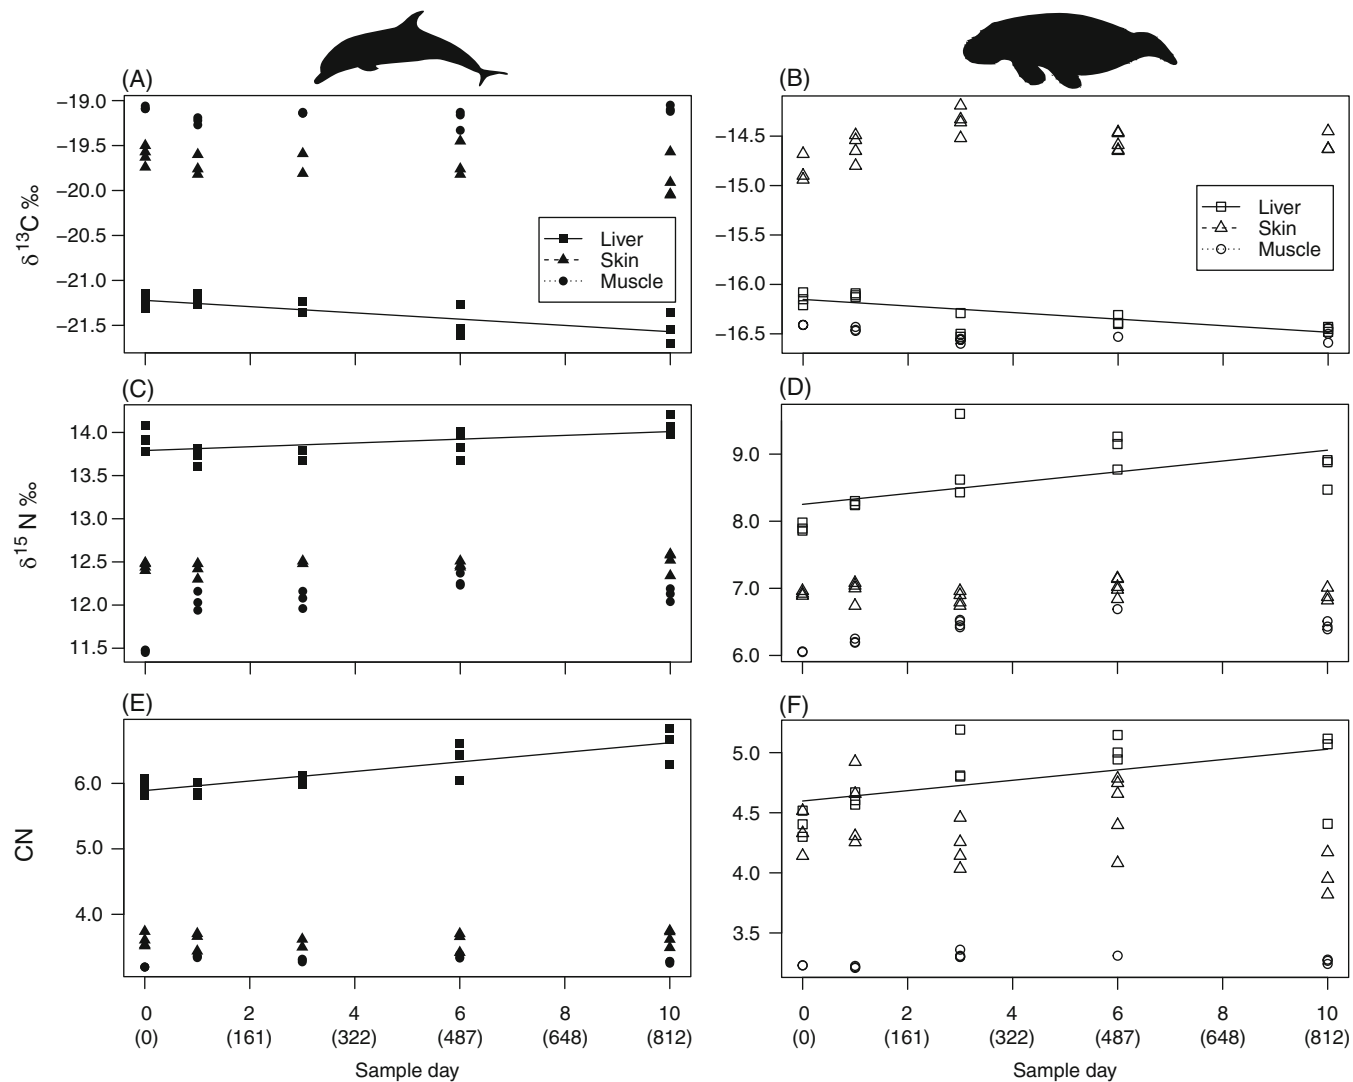 (A)
−19.0
−19.5
−20.0
−20.5
−21.0
−21.5
δ¹³C ‰
Liver
Skin
Muscle
(B)
−14.5
−15.0
−15.5
−16.0
−16.5
Liver
Skin
Muscle
(C)
14.0
13.5
13.0
12.5
12.0
11.5
δ¹⁵N ‰
(D)
9.0
8.0
7.0
6.0
(E)
6.0
5.0
4.0
CN
0 2 4 6 8 10
(0) (161) (322) (487) (648) (812)
Sample day
(F)
5.0
4.5
4.0
3.5
0 2 4 6 8 10
(0) (161) (322) (487) (648) (812)
Sample day